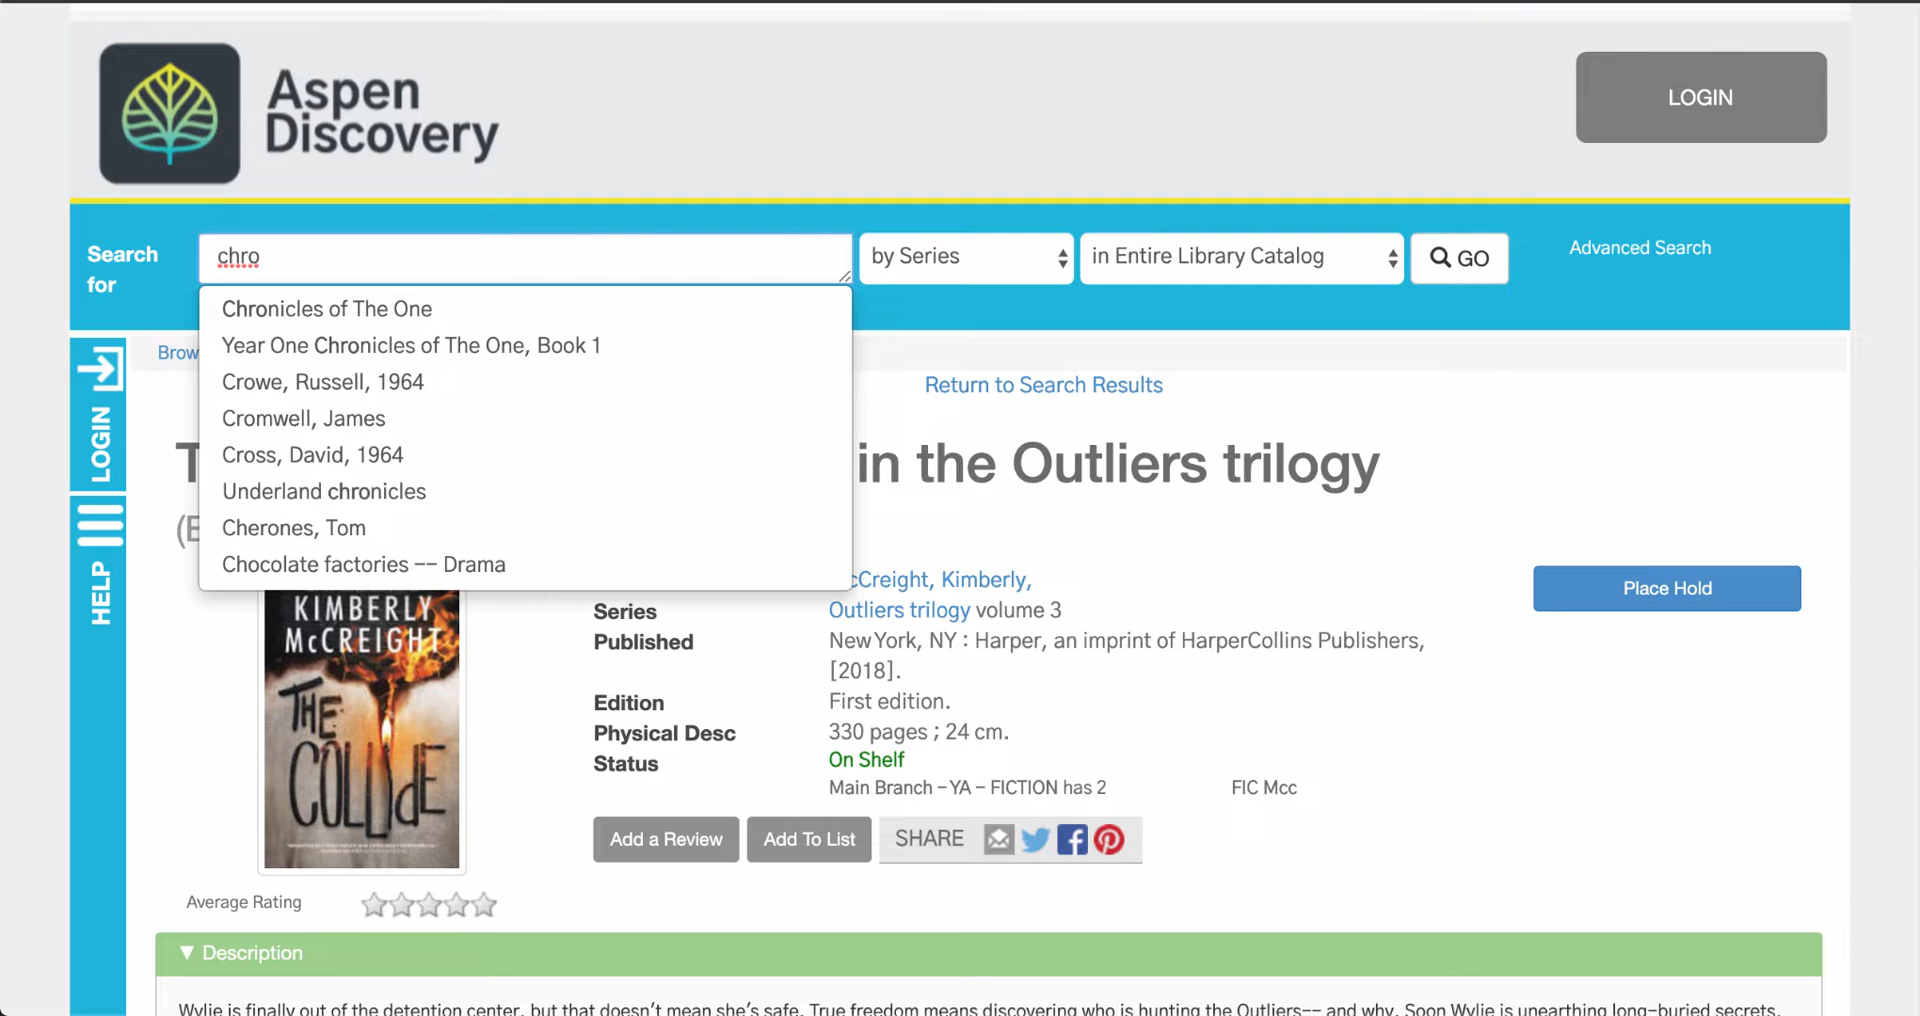 Aspen
Discovery
LOGIN
Search
for
chro
by Series
in Entire Library Catalog
GO
Advanced Search
Chronicles of The One
Year One Chronicles of The One, Book 1
Crowe, Russell, 1964
Cromwell, James
Cross, David, 1964
Underland chronicles
Cherones, Tom
Chocolate factories -- Drama
LOGIN
HELP
Brow
Return to Search Results
T in the Outliers trilogy
(E
cCreight, Kimberly,
Place Hold
Series Outliers trilogy volume 3
Published New York, NY : Harper, an imprint of HarperCollins Publishers,
[2018].
Edition First edition.
Physical Desc 330 pages ; 24 cm.
Status On Shelf
Main Branch - YA - FICTION has 2 FIC Mcc
KIMBERLY
McCREIGHT
THE
COLLIDE
Add a Review
Add To List
SHARE
Average Rating
▼ Description
Wylie is finally out of the detention center, but that doesn't mean she's safe. True freedom means discovering who is hunting the Outliers-- and why. Soon Wylie is unearthing long-buried secrets,